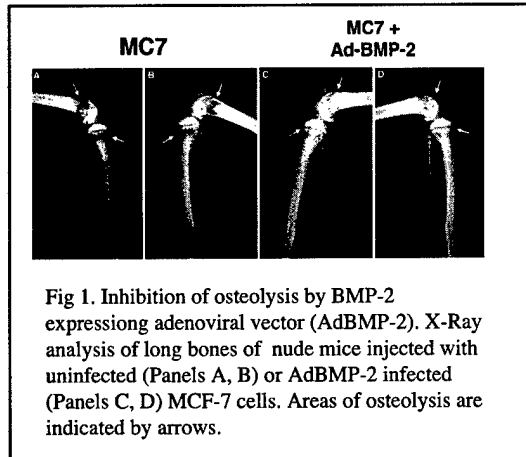 MC7
MC7 +
Ad-BMP-2
A B C D
Fig 1. Inhibition of osteolysis by BMP-2
expressiong adenoviral vector (AdBMP-2). X-Ray
analysis of long bones of nude mice injected with
uninfected (Panels A, B) or AdBMP-2 infected
(Panels C, D) MCF-7 cells. Areas of osteolysis are
indicated by arrows.